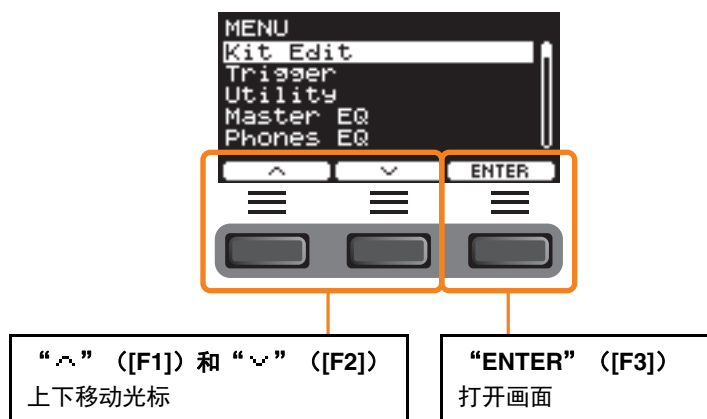 MENU
Kit Edit
Trigger
Utility
Master EQ
Phones EQ
ENTER
“︿”（[F1]）和“﹀”（[F2]）
上下移动光标
“ENTER”（[F3]）
打开画面